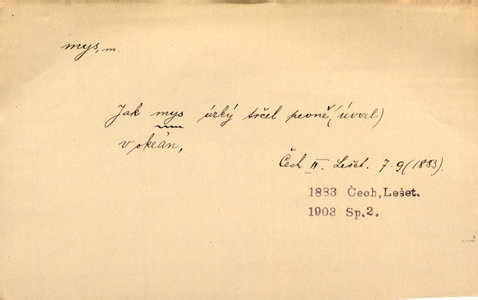 mys, m.
Jak mys úzký trčel pevně (úval)
v okeán,
Čech II. Lešet. 7.9 (1883).
1883 Čech, Lešet.
1903 Sp.2.